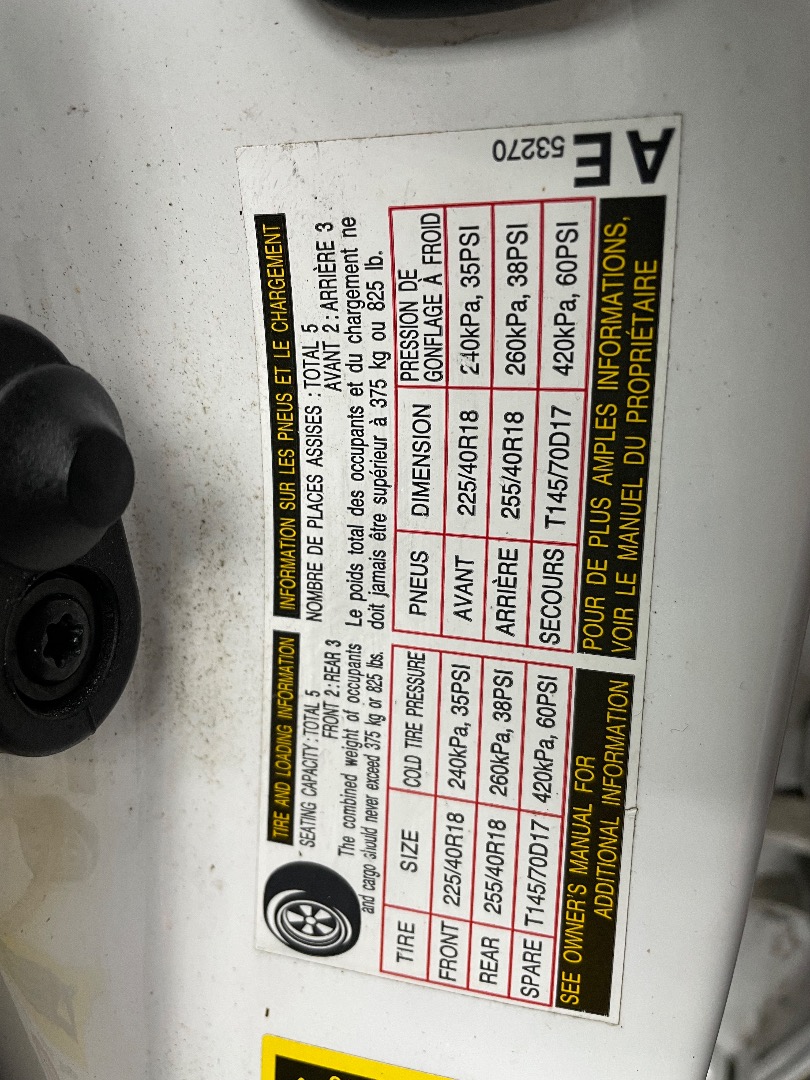 TIRE AND LOADING INFORMATION
SEATING CAPACITY : TOTAL 5
FRONT 2 : REAR 3
The combined weight of occupants
and cargo should never exceed 375 kg or 825 lbs.
TIRE SIZE COLD TIRE PRESSURE
FRONT 225/40R18 240kPa, 35PSI
REAR 255/40R18 260kPa, 38PSI
SPARE T145/70D17 420kPa, 60PSI
SEE OWNER'S MANUAL FOR
ADDITIONAL INFORMATION
INFORMATION SUR LES PNEUS ET LE CHARGEMENT
NOMBRE DE PLACES ASSISES : TOTAL 5
AVANT 2 : ARRIÈRE 3
Le poids total des occupants et du chargement ne
doit jamais être supérieur à 375 kg ou 825 lb.
PNEUS DIMENSION PRESSION DE
GONFLAGE À FROID
AVANT 225/40R18 240kPa, 35PSI
ARRIÈRE 255/40R18 260kPa, 38PSI
SECOURS T145/70D17 420kPa, 60PSI
POUR DE PLUS AMPLES INFORMATIONS,
VOIR LE MANUEL DU PROPRIÉTAIRE
53270
AE